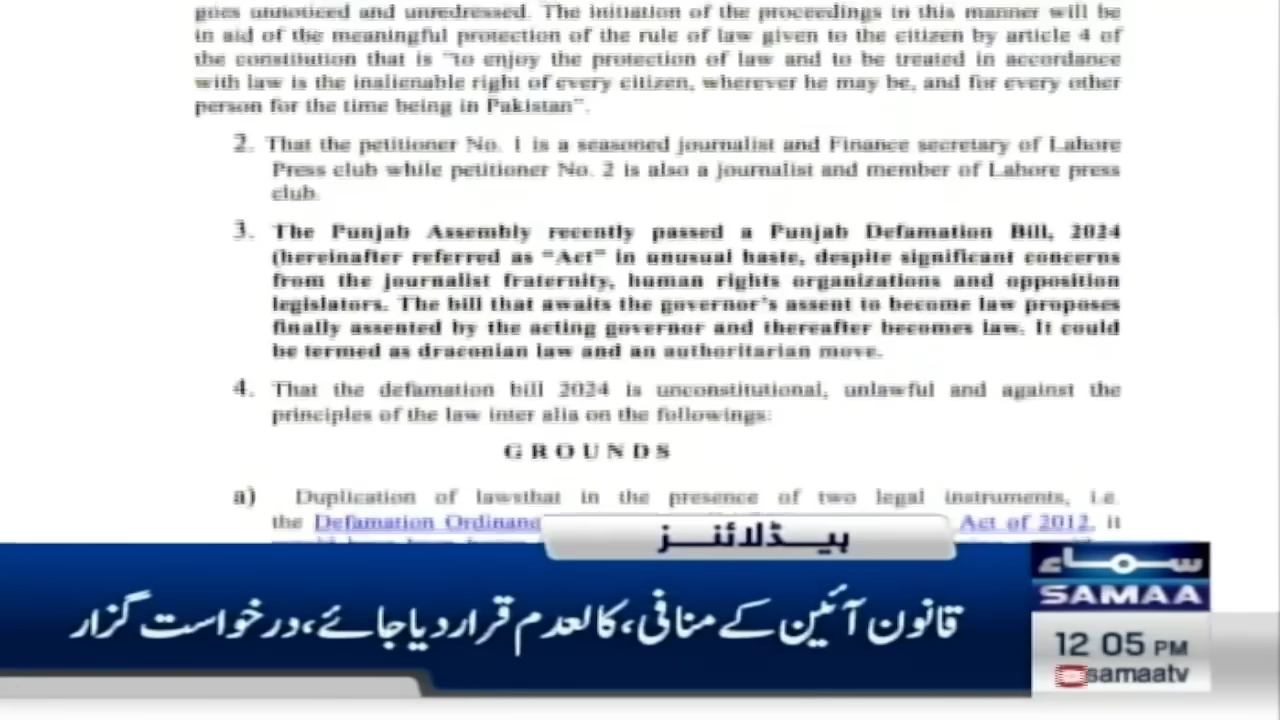 goes unnoticed and unredressed. The initiation of the proceedings in this manner will be
in aid of the meaningful protection of the rule of law given to the citizen by article 4 of
the constitution that is "to enjoy the protection of law and to be treated in accordance
with law is the inalienable right of every citizen, wherever he may be, and for every other
person for the time being in Pakistan".
2. That the petitioner No. 1 is a seasoned journalist and Finance secretary of Lahore
Press club while petitioner No. 2 is also a journalist and member of Lahore press
club.
3. The Punjab Assembly recently passed a Punjab Defamation Bill, 2024
(hereinafter referred as "Act" in unusual haste, despite significant concerns
from the journalist fraternity, human rights organizations and opposition
legislators. The bill that awaits the governor's assent to become law proposes
finally assented by the acting governor and thereafter becomes law. It could
be termed as draconian law and an authoritarian move.
4. That the defamation bill 2024 is unconstitutional, unlawful and against the
principles of the law inter alia on the followings:
GROUNDS
a) Duplication of lawsthat in the presence of two legal instruments, i.e.
the Defamation Ordinanc Act of 2012, it
ہیڈلائنز
قانون آئین کے منافی، کالعدم قرار دیا جائے، درخواست گزار
سماء
SAMAA
12 05 PM
samaatv